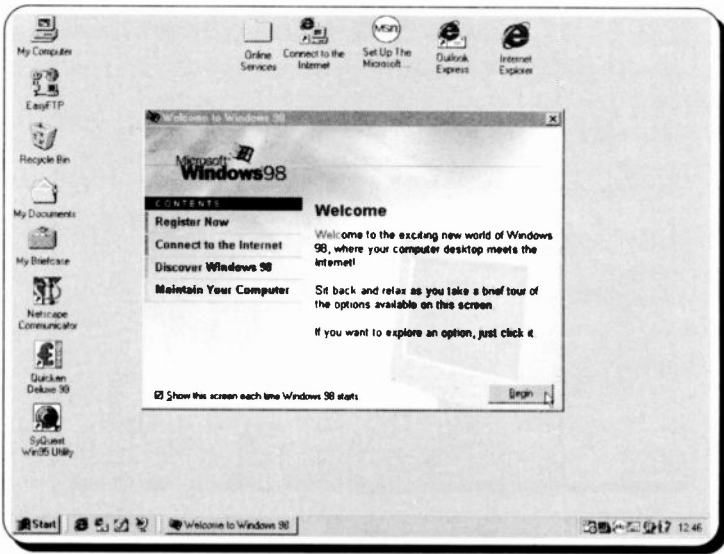 My Computer
EasyFTP
Recycle Bin
My Documents
My Briefcase
Netscape
Communicator
Quicken
Deluxe 98
SyQuest
Win95 Utility
Online
Services
Connect to the
Internet
msn
Set Up The
Microsoft ...
Outlook
Express
Internet
Explorer
Welcome to Windows 98
Microsoft
Windows98
CONTENTS
Register Now
Connect to the Internet
Discover Windows 98
Maintain Your Computer
Welcome
Welcome to the exciting new world of Windows
98, where your computer desktop meets the
Internet!
Sit back and relax as you take a brief tour of
the options available on this screen.
If you want to explore an option, just click it.
Show this screen each time Windows 98 starts
Begin
Start
Welcome to Windows 98
12:46